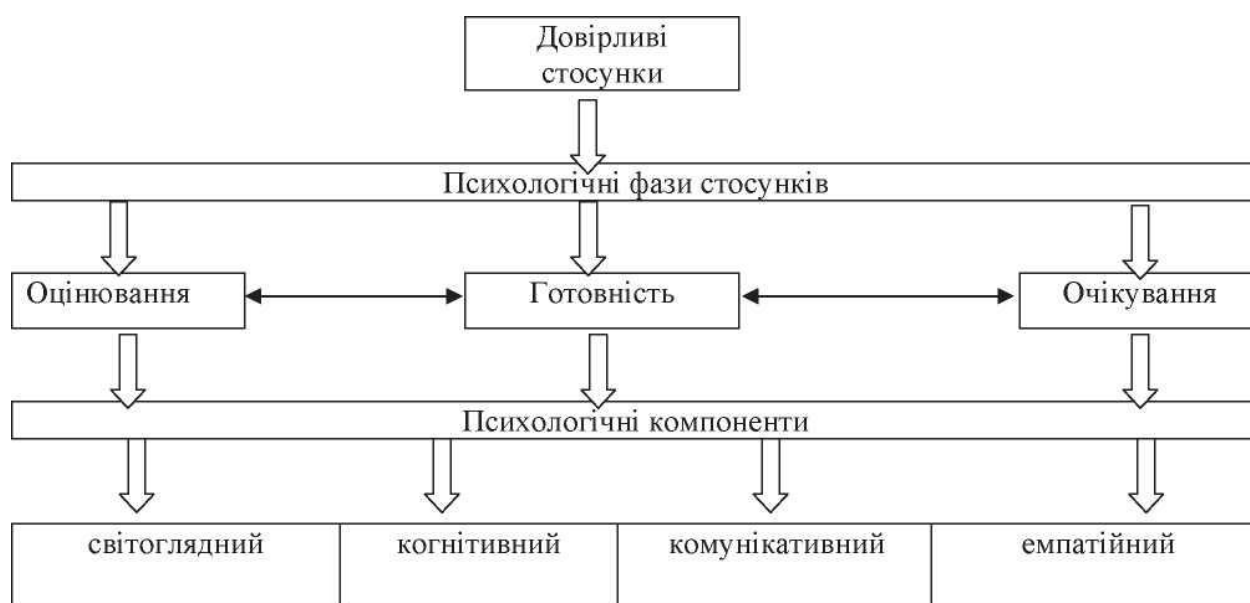 Довірливі
стосунки
Психологічні фази стосунків
Оцінювання
Готовність
Очікування
Психологічні компоненти
світоглядний
когнітивний
комунікативний
емпатійний